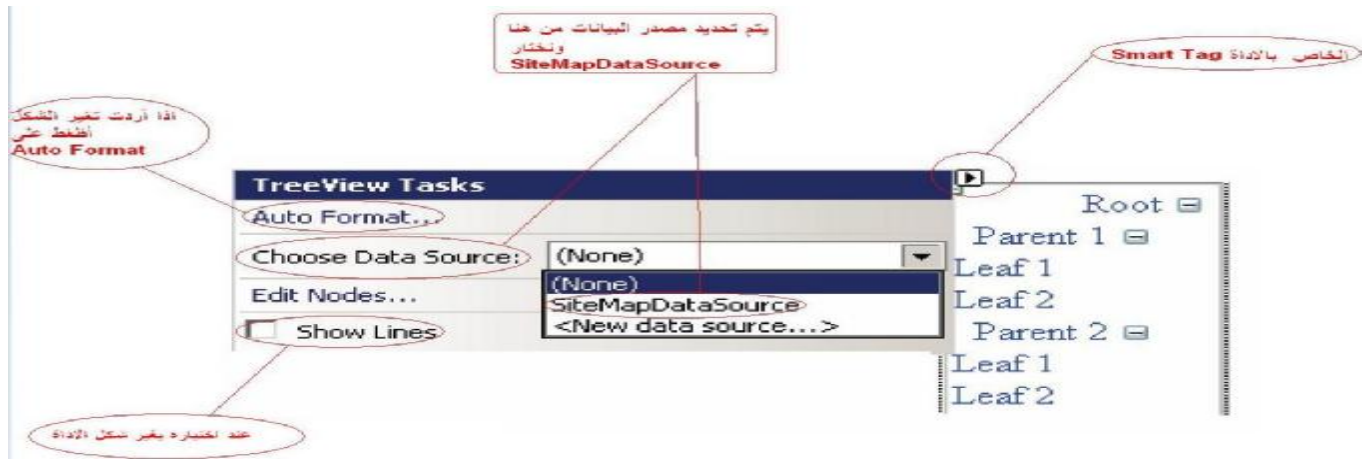 يتم تحديد مصدر البيانات من هنا
ونختار
SiteMapDataSource
الخاص بالاداة Smart Tag
اذا أردت تغير الشكل
أظغط على
Auto Format
TreeView Tasks
Auto Format...
Choose Data Source:
(None)
(None)
SiteMapDataSource
<New data source...>
Edit Nodes...
Show Lines
Root
Parent 1
Leaf 1
Leaf 2
Parent 2
Leaf 1
Leaf 2
عند اختياره يغير شكل الاداة